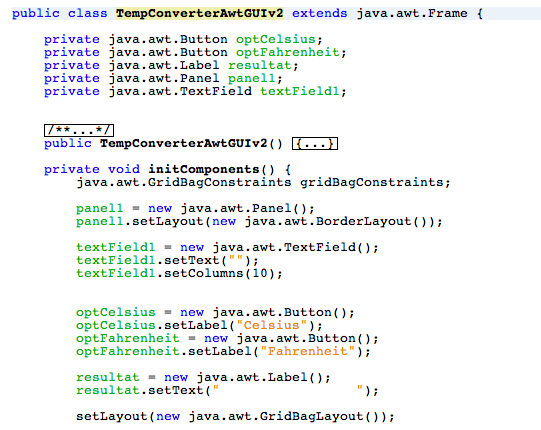 public class TempConverterAwtGUIv2 extends java.awt.Frame {
private java.awt.Button optCelsius;
private java.awt.Button optFahrenheit;
private java.awt.Label resultat;
private java.awt.Panel panel1;
private java.awt.TextField textField1;
/**...*/
public TempConverterAwtGUIv2() {...}
private void initComponents() {
java.awt.GridBagConstraints gridBagConstraints;
panel1 = new java.awt.Panel();
panel1.setLayout(new java.awt.BorderLayout());
textField1 = new java.awt.TextField();
textField1.setText("");
textField1.setColumns(10);
optCelsius = new java.awt.Button();
optCelsius.setLabel("Celsius");
optFahrenheit = new java.awt.Button();
optFahrenheit.setLabel("Fahrenheit");
resultat = new java.awt.Label();
resultat.setText("                 ");
setLayout(new java.awt.GridBagLayout());